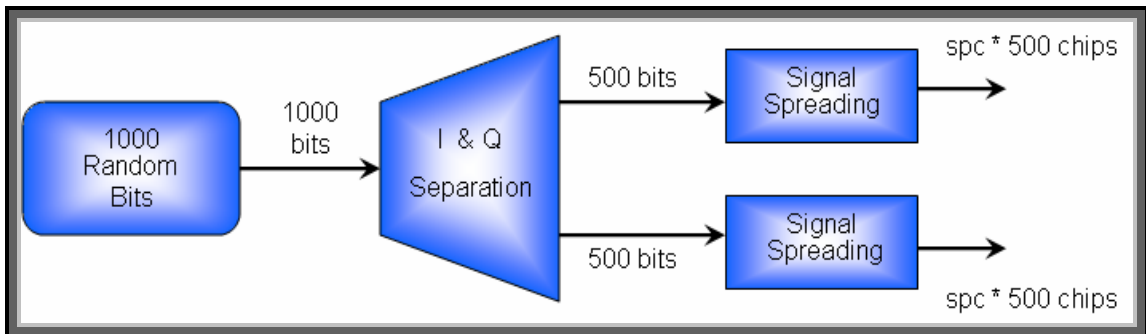 1000
Random
Bits
1000
bits
I & Q
Separation
500 bits
500 bits
Signal
Spreading
Signal
Spreading
spc * 500 chips
spc * 500 chips